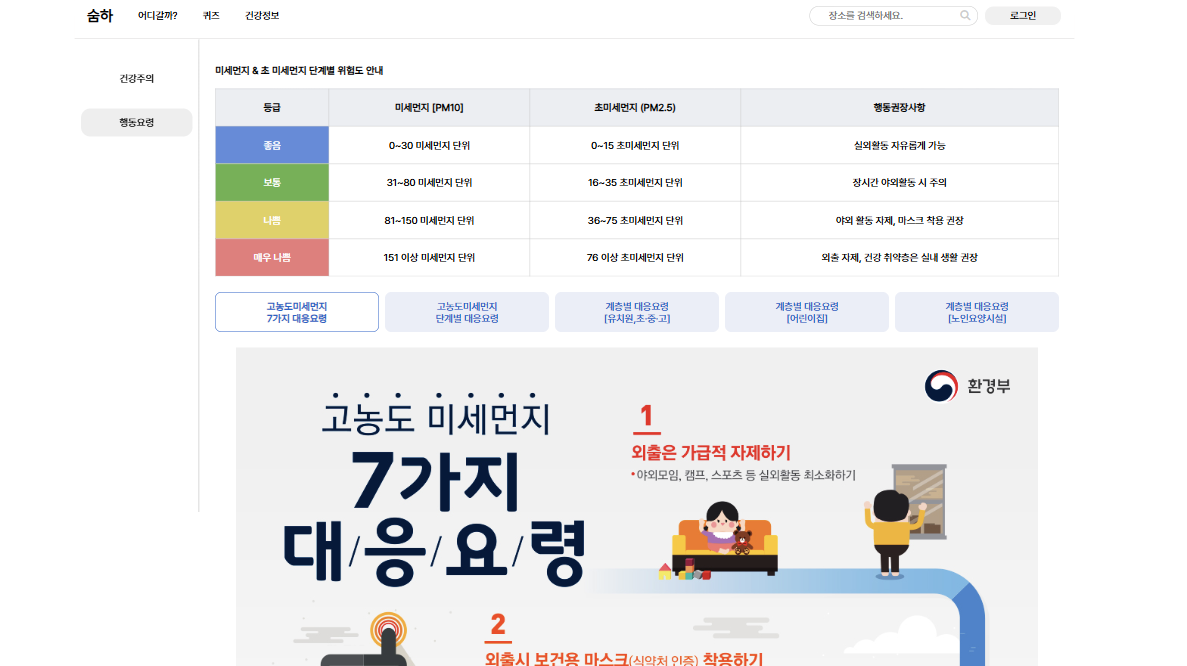 숨하 어디갈까? 퀴즈 건강정보 장소를 검색하세요. 로그인
건강주의
행동요령
미세먼지 & 초 미세먼지 단계별 위험도 안내
등급 미세먼지 [PM10] 초미세먼지 (PM2.5) 행동권장사항
좋음 0~30 미세먼지 단위 0~15 초미세먼지 단위 실외활동 자유롭게 가능
보통 31~80 미세먼지 단위 16~35 초미세먼지 단위 장시간 야외활동 시 주의
나쁨 81~150 미세먼지 단위 36~75 초미세먼지 단위 야외 활동 자제, 마스크 착용 권장
매우 나쁨 151 이상 미세먼지 단위 76 이상 초미세먼지 단위 외출 자제, 건강 취약층은 실내 생활 권장
고농도미세먼지
7가지 대응요령
고농도미세먼지
단계별 대응요령
계층별 대응요령
[유치원,초·중·고]
계층별 대응요령
[어린이집]
계층별 대응요령
[노인요양시설]
환경부
고농도 미세먼지
7가지
대/응/요/령
1
외출은 가급적 자제하기
•야외모임, 캠프, 스포츠 등 실외활동 최소화하기
2
외출시 보건용 마스크(식약처 인증) 착용하기